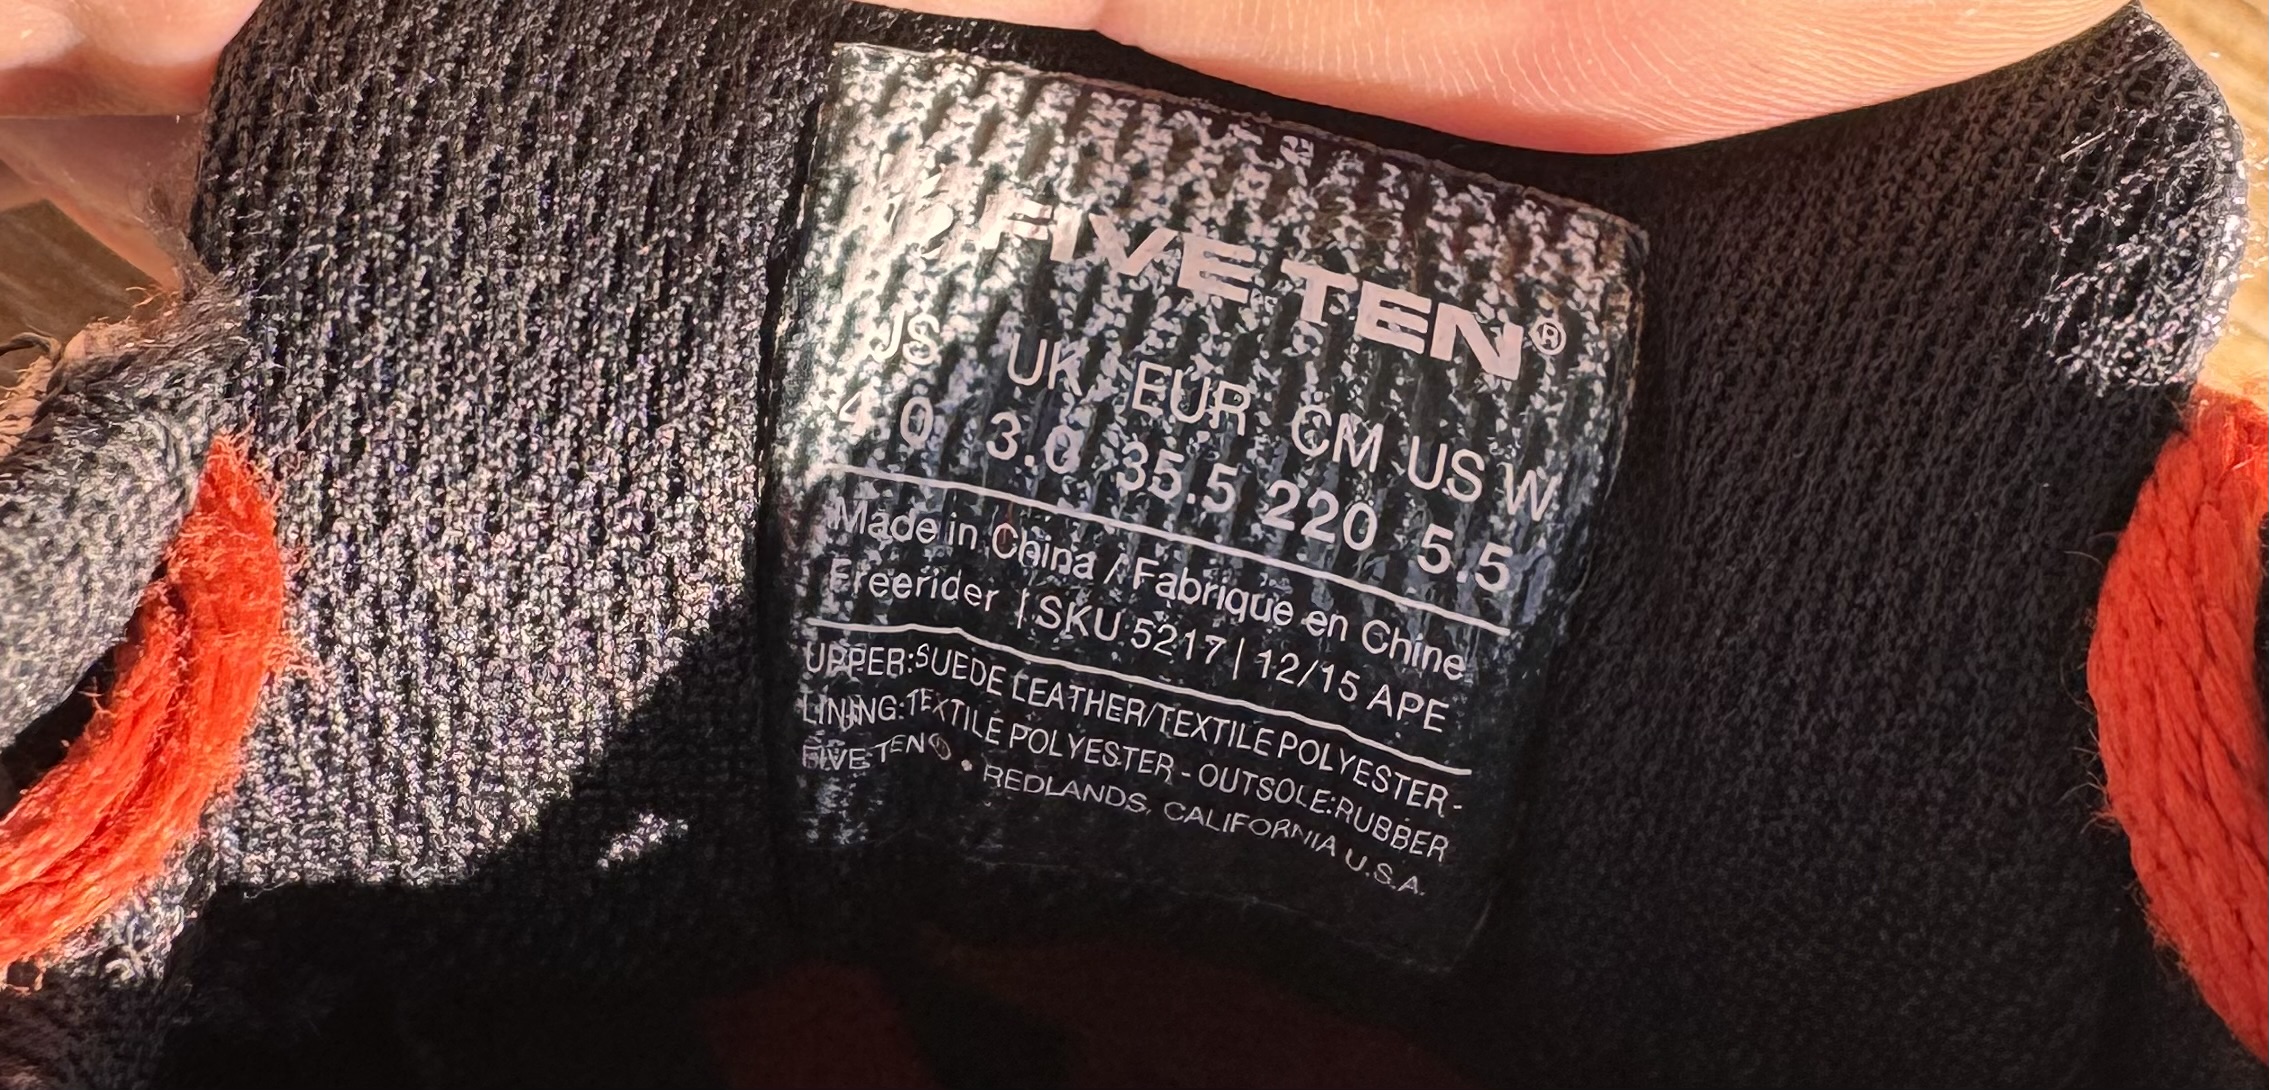 FIVE TEN®
US UK EUR CM US W
4.0 3.0 35.5 220 5.5
Made in China / Fabrique en Chine
Freerider | SKU 5217 | 12/15 APE
UPPER:SUEDE LEATHER/TEXTILE POLYESTER -
LINING:TEXTILE POLYESTER - OUTSOLE:RUBBER
FIVE TEN® • REDLANDS, CALIFORNIA U.S.A.